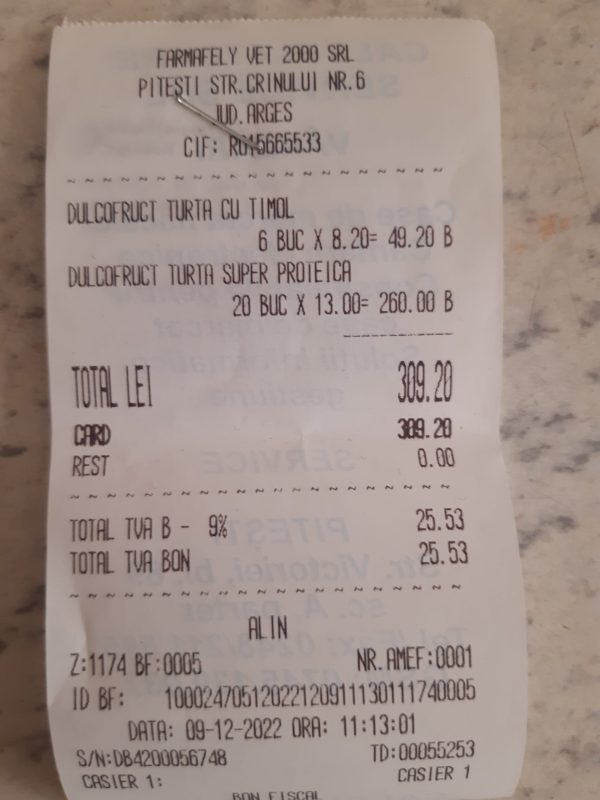 FARMAFELY VET 2000 SRL
PITEȘTI STR.CRINULUI NR.6
JUD.ARGES
CIF: RO15665533
DULCOFRUCT TURTA CU TIMOL
6 BUC X 8.20= 49.20 B
DULCOFRUCT TURTA SUPER PROTEICA
20 BUC X 13.00= 260.00 B
TOTAL LEI 309.20
CARD 309.20
REST 0.00
TOTAL TVA B - 9% 25.53
TOTAL TVA BON 25.53
ALIN
Z:1174 BF:0005 NR.AMEF:0001
ID BF: 10002470512022120911130111740005
DATA: 09-12-2022 ORA: 11:13:01
S/N:DB4200056748 TD:00055253
CASIER 1: CASIER 1
BON FISCAL